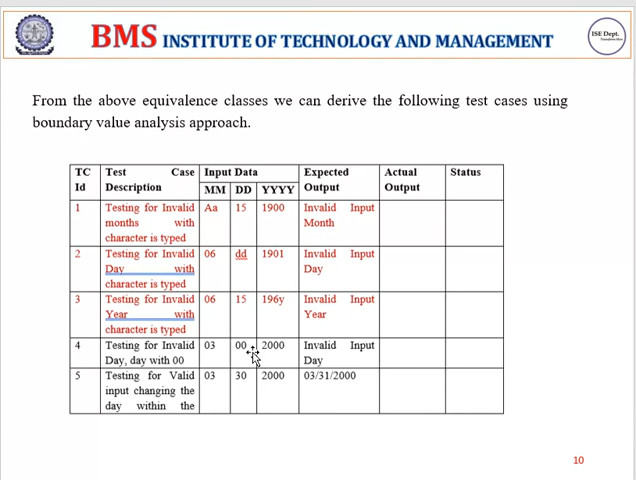 BMS INSTITUTE OF TECHNOLOGY AND MANAGEMENT
ISE Dept.
From the above equivalence classes we can derive the following test cases using
boundary value analysis approach.
TC Id | Test Case Description | Input Data | Expected Output | Actual Output | Status
MM | DD | YYYY
1 | Testing for Invalid months with character is typed | Aa | 15 | 1900 | Invalid Input Month
2 | Testing for Invalid Day with character is typed | 06 | dd | 1901 | Invalid Input Day
3 | Testing for Invalid Year with character is typed | 06 | 15 | 196y | Invalid Input Year
4 | Testing for Invalid Day, day with 00 | 03 | 00 | 2000 | Invalid Input Day
5 | Testing for Valid input changing the day within the | 03 | 30 | 2000 | 03/31/2000
10